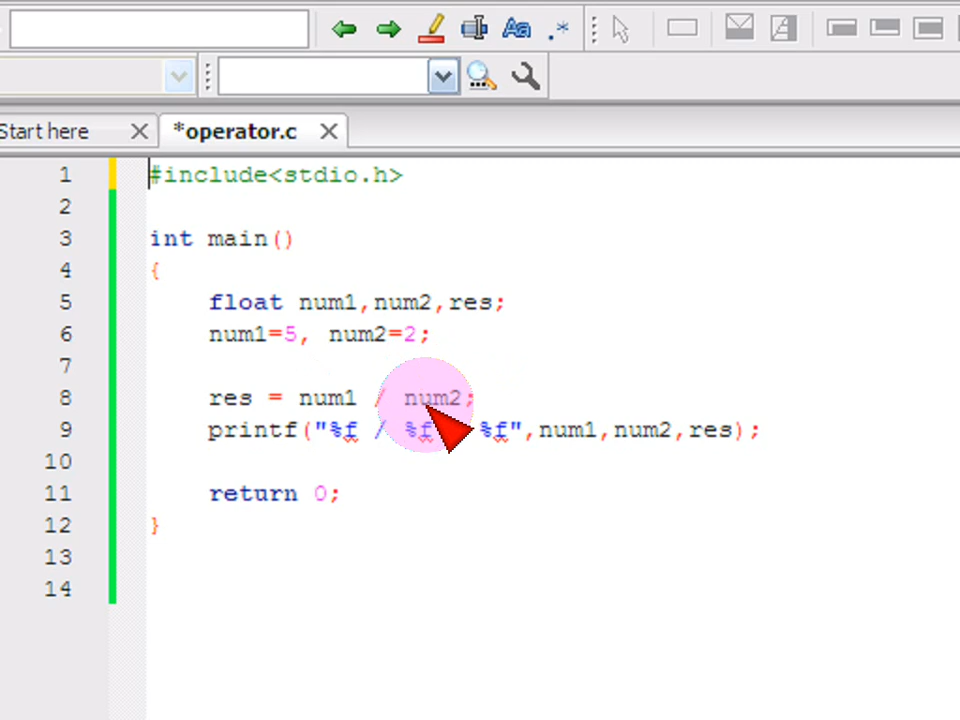 Start here
*operator.c
1 #include<stdio.h>
2
3 int main()
4 {
5 float num1,num2,res;
6 num1=5, num2=2;
7
8 res = num1 / num2;
9 printf("%f / %f %f",num1,num2,res);
10
11 return 0;
12 }
13
14